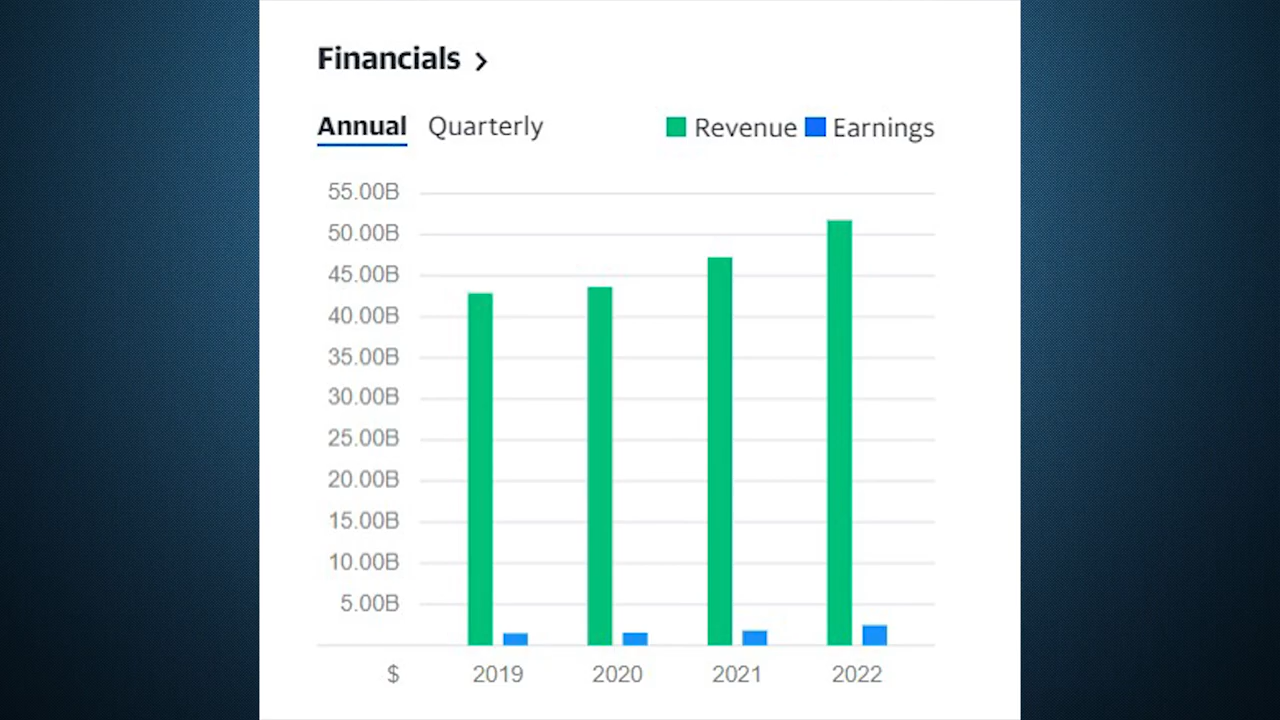 Financials >
Annual Quarterly Revenue Earnings
55.00B
50.00B
45.00B
40.00B
35.00B
30.00B
25.00B
20.00B
15.00B
10.00B
5.00B
$ 2019 2020 2021 2022